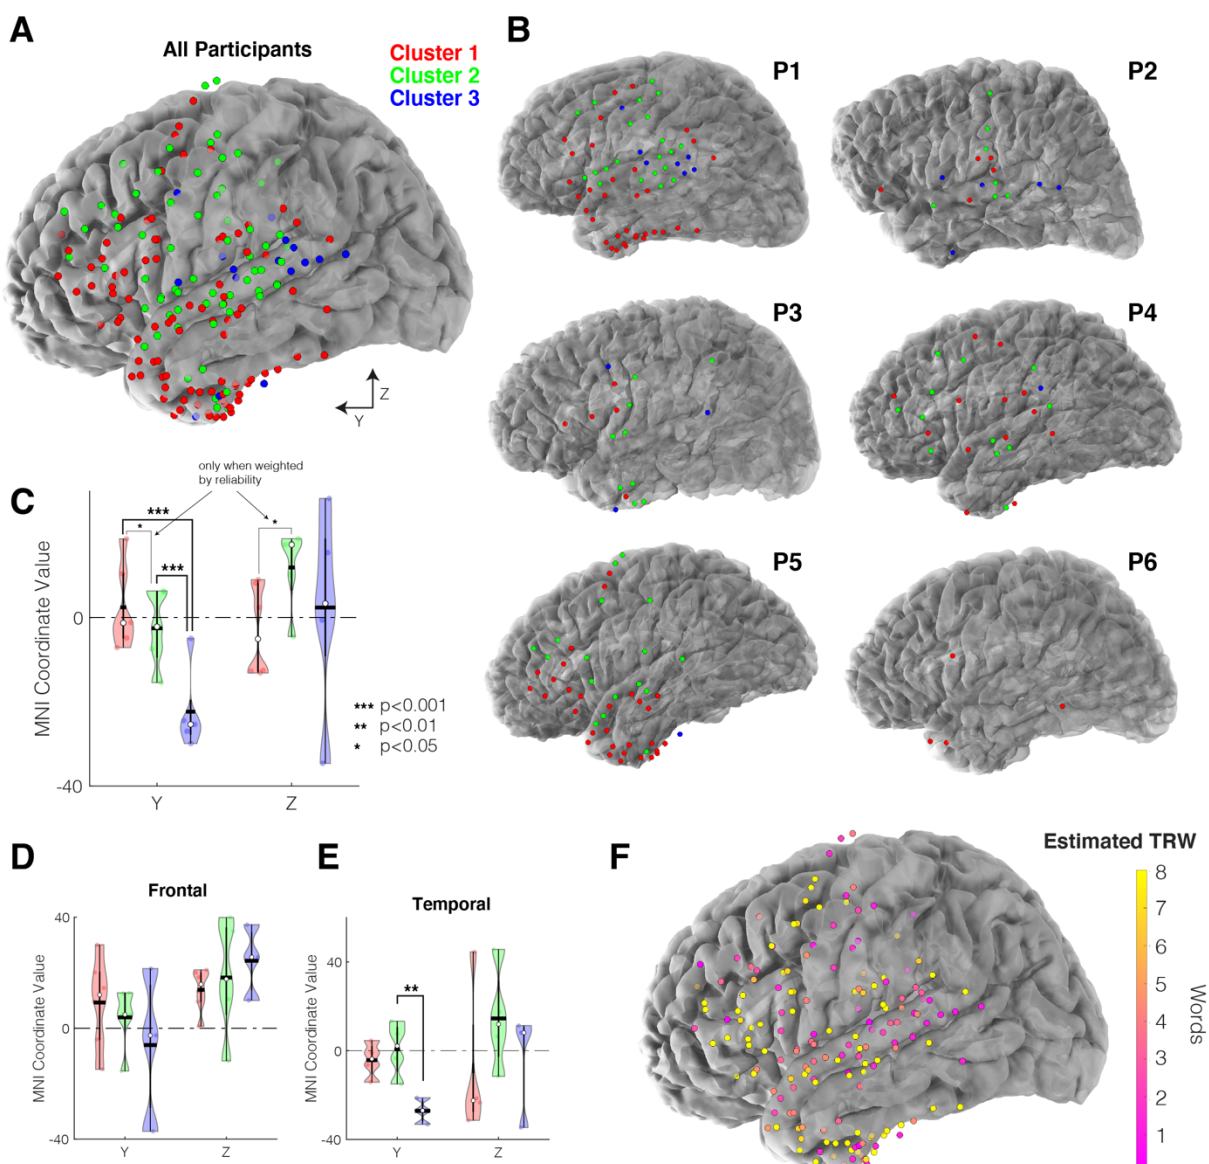 A
All Participants
Cluster 1
Cluster 2
Cluster 3
Z
Y
B
P1
P2
P3
P4
P5
P6
C
only when weighted
by reliability
MNI Coordinate Value
0
-40
***
*
***
*
Y
Z
*** p<0.001
** p<0.01
* p<0.05
D
Frontal
MNI Coordinate Value
40
0
-40
Y
Z
E
Temporal
MNI Coordinate Value
40
0
-40
**
Y
Z
F
Estimated TRW
8
7
6
5
4
3
2
1
Words